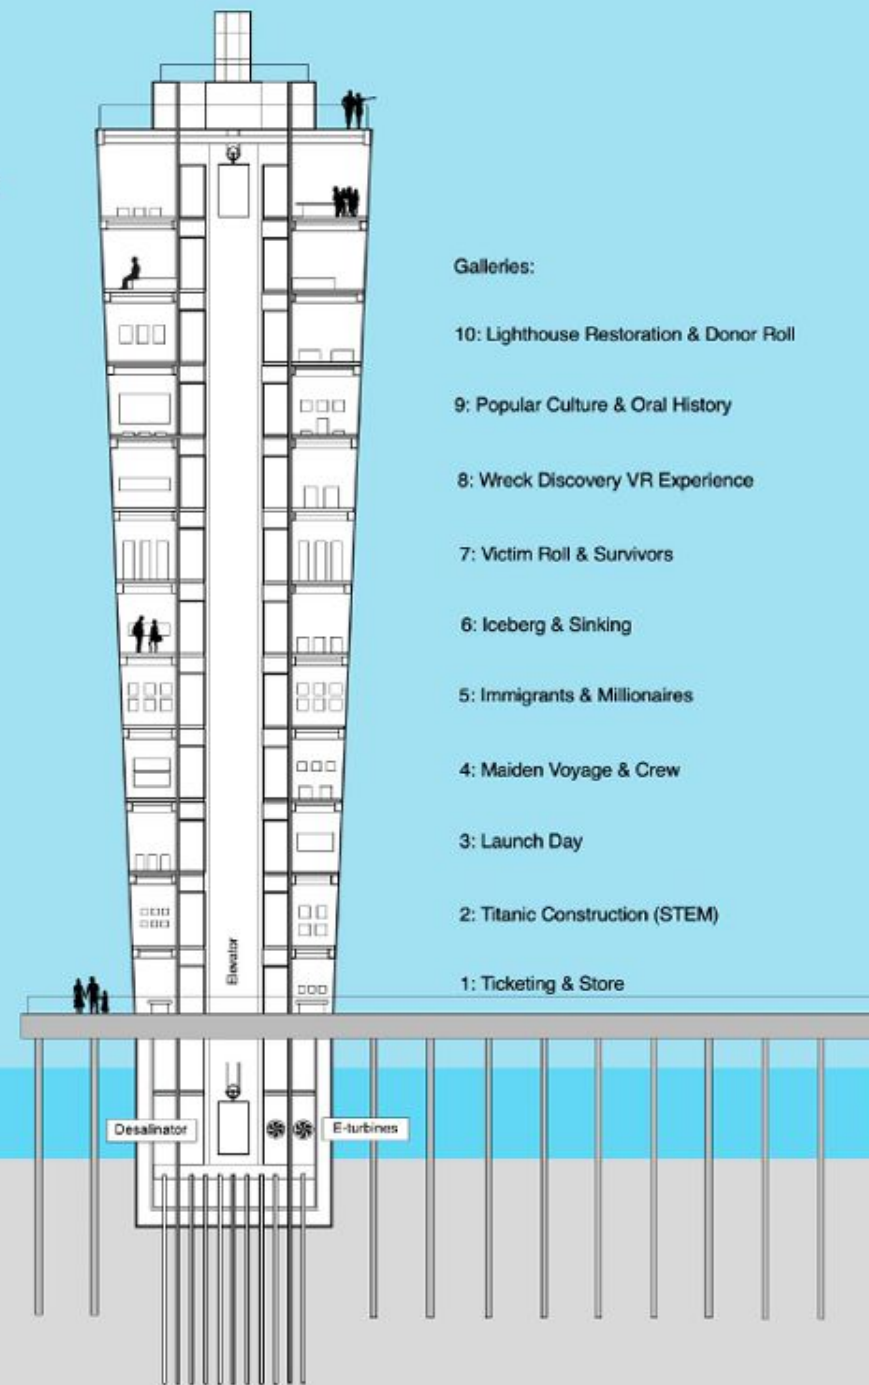 Galleries:
10: Lighthouse Restoration & Donor Roll
9: Popular Culture & Oral History
8: Wreck Discovery VR Experience
7: Victim Roll & Survivors
6: Iceberg & Sinking
5: Immigrants & Millionaires
4: Maiden Voyage & Crew
3: Launch Day
2: Titanic Construction (STEM)
Elevator
1: Ticketing & Store
Desalinator
E-turbines